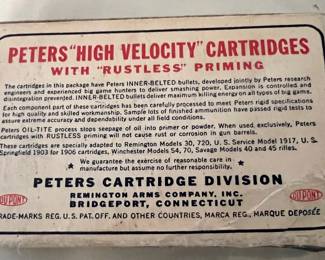 PETERS "HIGH VELOCITY" CARTRIDGES
WITH "RUSTLESS" PRIMING
The cartridges in this package have Peters INNER-BELTED bullets, developed jointly by Peters research
engineers and experienced big game hunters to deliver smashing power. Expansion is controlled and
disintegration prevented. INNER-BELTED bullets deliver maximum killing energy on all types of big game.
Each component part of these cartridges has been carefully processed to meet Peters rigid specifications
for high quality and skilled workmanship. Sample lots of finished ammunition have passed rigid tests to
assure extreme accuracy and dependability under all field conditions.
Peters OIL-TITE process stops seepage of oil into primer or powder. When used, exclusively, Peters
cartridges with RUSTLESS priming will not cause rust or corrosion in gun barrels.
These cartridges are specially adapted to Remington Models 30, 720, U. S. Service Model 1917, U. S.
Springfield 1903 for 1906 cartridges, Winchester Models 54, 70, Savage Models 40 and 45 rifles.
We guarantee the exercise of reasonable care in
manufacture but assume no further responsibility.
PETERS CARTRIDGE DIVISION
REMINGTON ARMS COMPANY, INC.
BRIDGEPORT, CONNECTICUT
DUPONT
DUPONT
TRADE-MARKS REG. U.S. PAT. OFF. AND OTHER COUNTRIES, MARCA REG., MARQUE DEPOSÉE